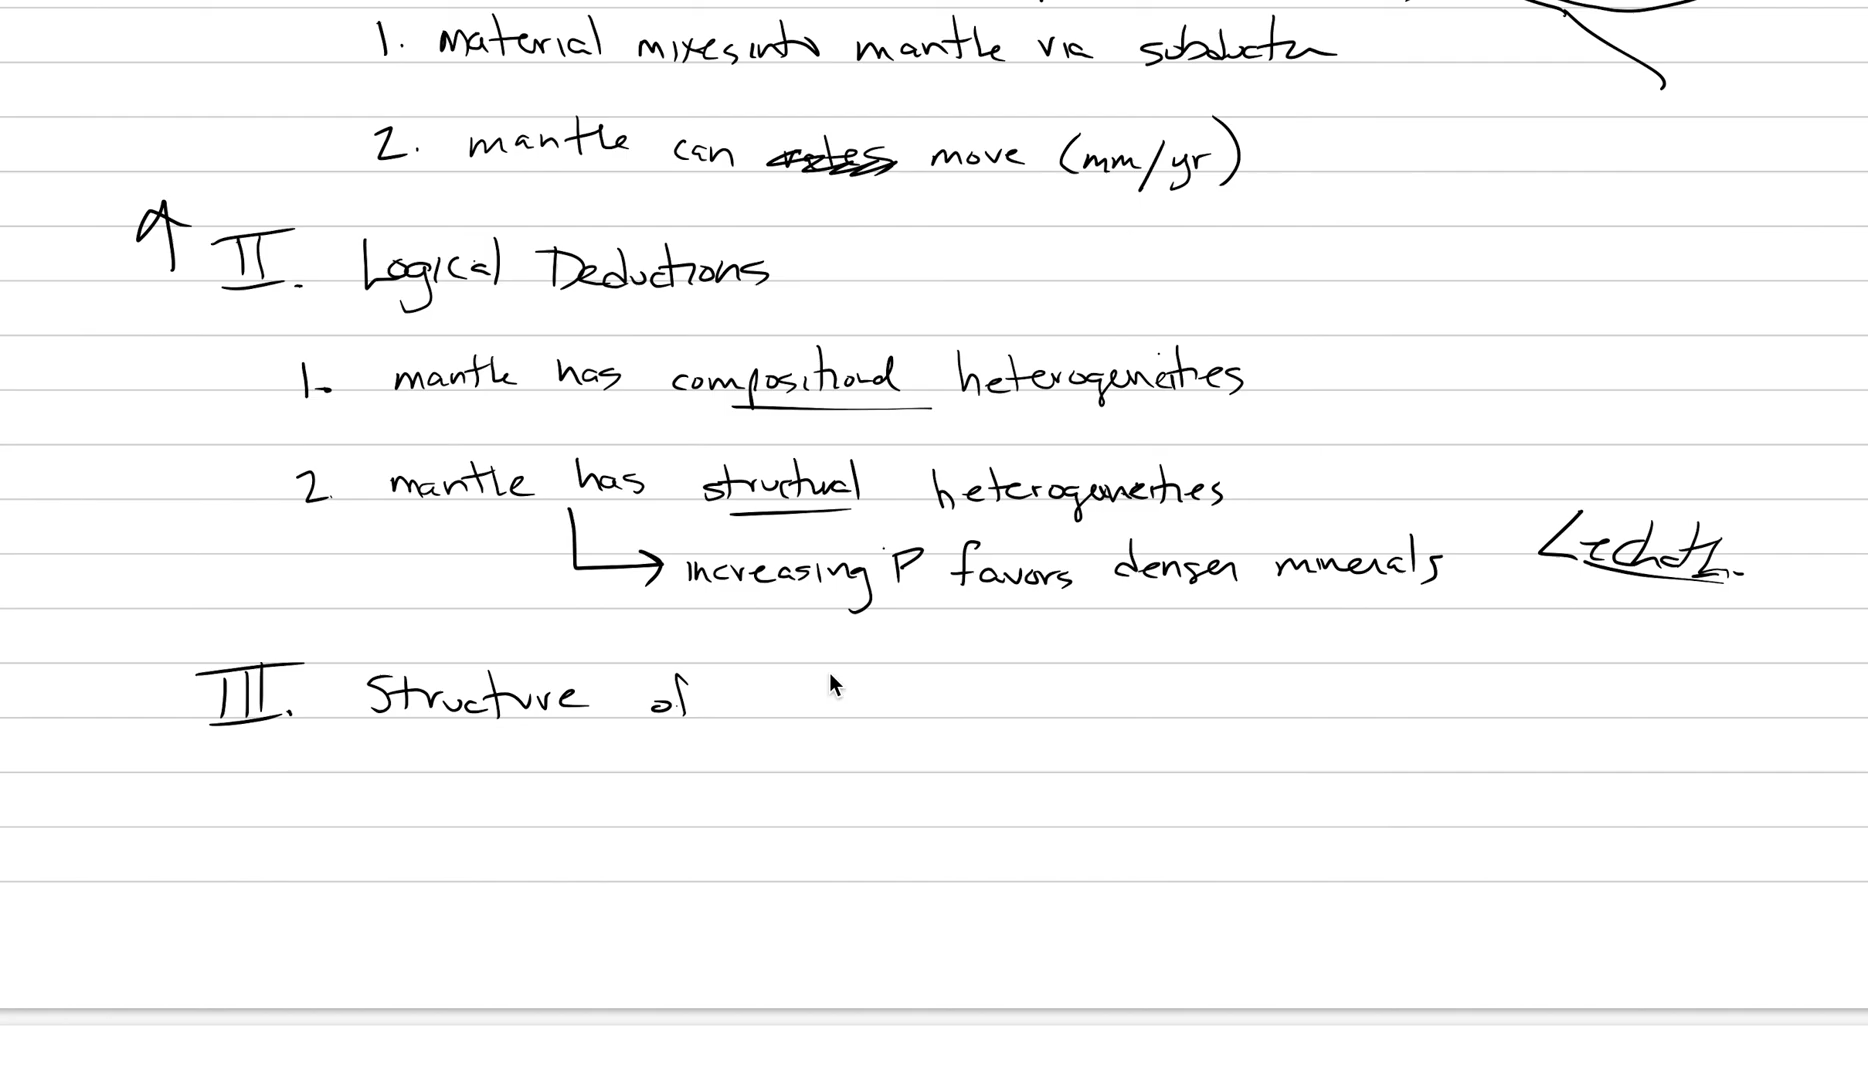 1. material mixes into mantle via subductn
2. mantle can move (mm/yr)
II. Logical Deductions
1. mantle has compositional heterogeneities
2. mantle has structural heterogeneities
increasing P favors denser minerals
III. Structure of